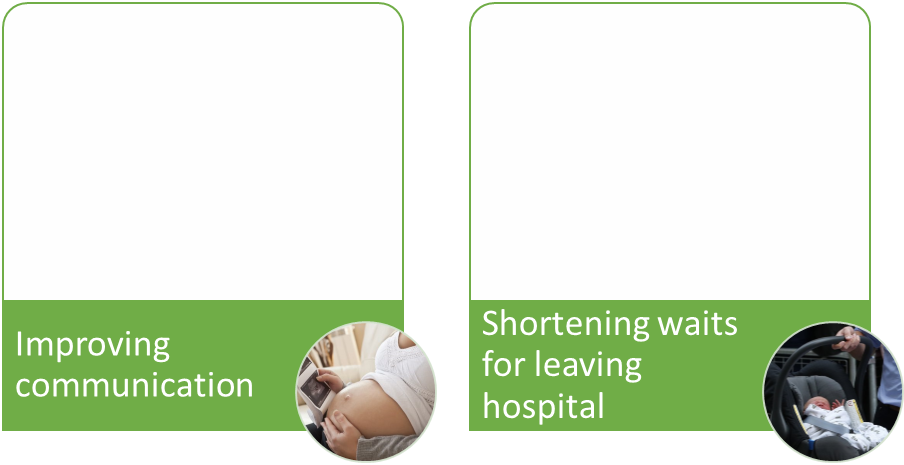 Improving
communication
Shortening waits
for leaving
hospital